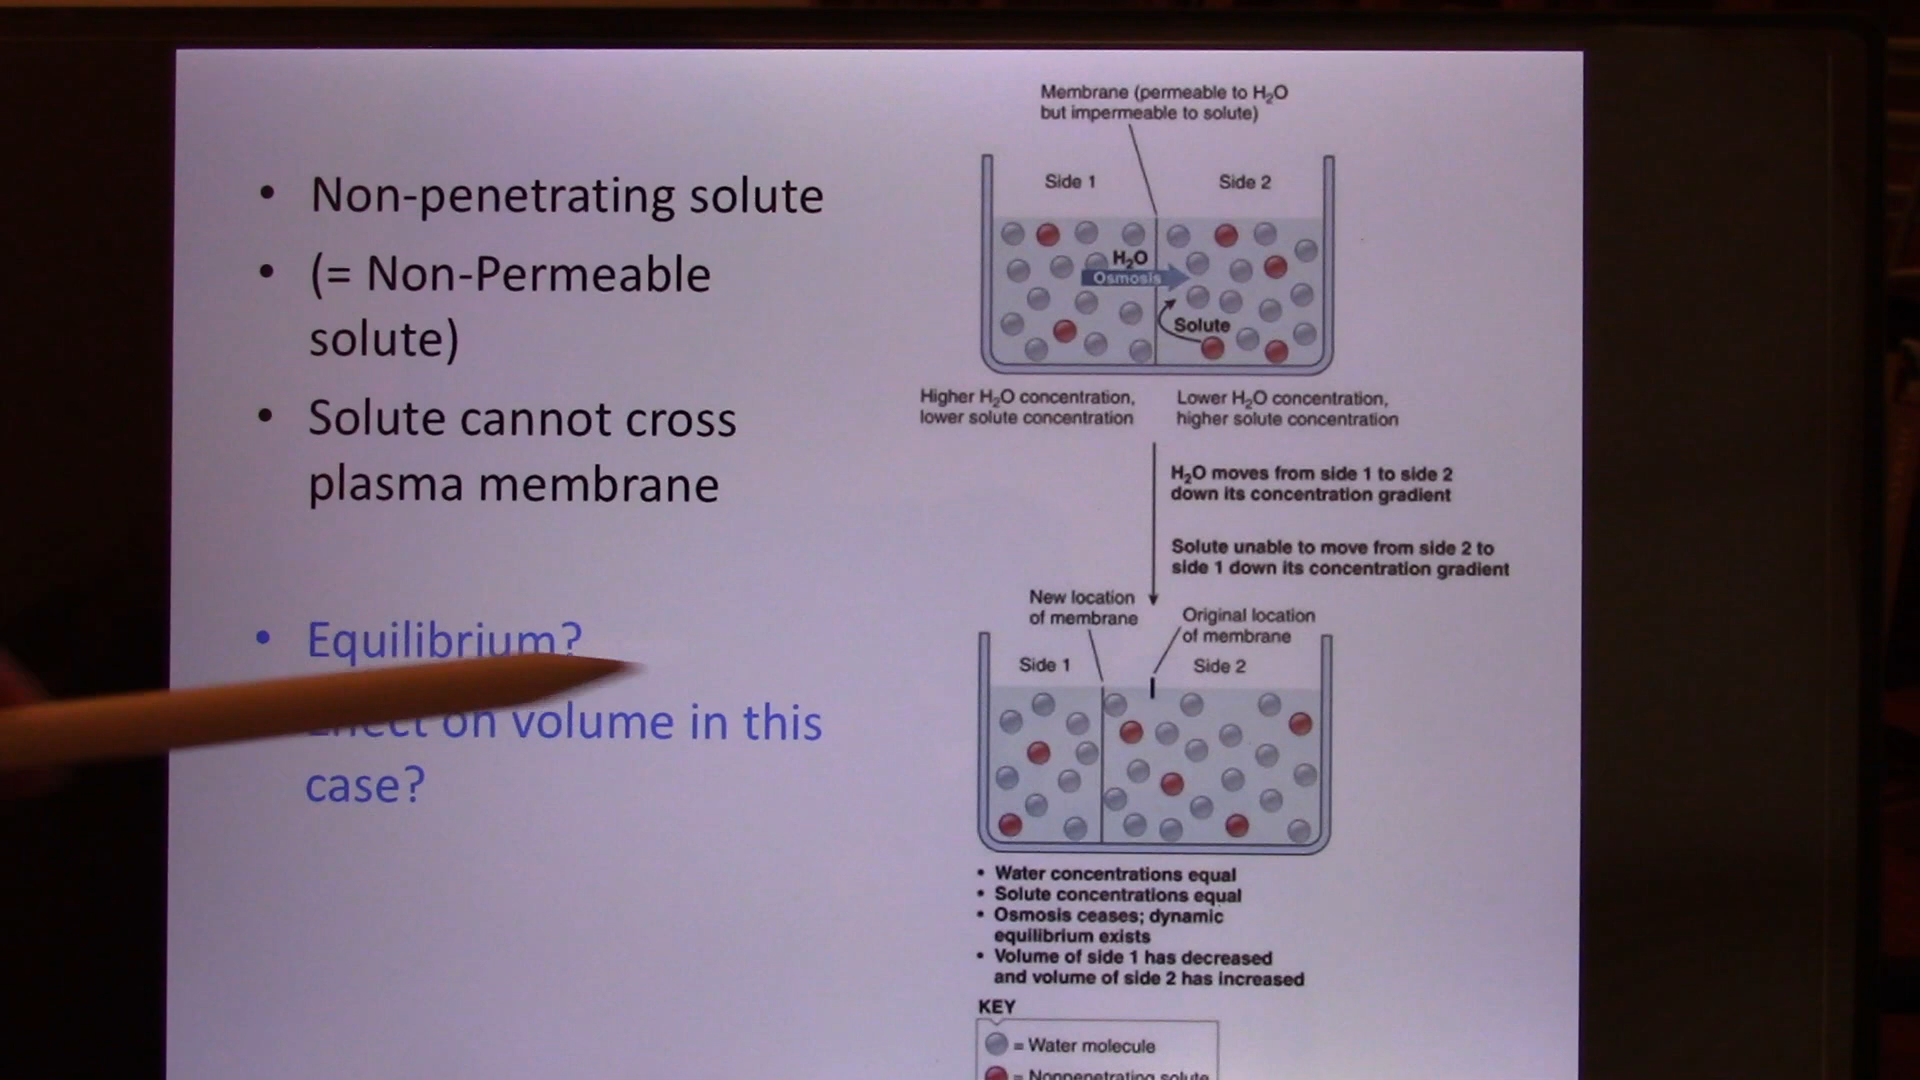 • Non-penetrating solute
• (= Non-Permeable
solute)
• Solute cannot cross
plasma membrane
• Equilibrium?
on volume in this
case?
Membrane (permeable to H₂O
but impermeable to solute)
Side 1
Side 2
H₂O
Osmosis
Solute
Higher H₂O concentration,
lower solute concentration
Lower H₂O concentration,
higher solute concentration
H₂O moves from side 1 to side 2
down its concentration gradient
Solute unable to move from side 2 to
side 1 down its concentration gradient
New location
of membrane
Original location
of membrane
Side 1
Side 2
• Water concentrations equal
• Solute concentrations equal
• Osmosis ceases; dynamic
equilibrium exists
• Volume of side 1 has decreased
and volume of side 2 has increased
KEY
= Water molecule
= Nonpenetrating solute